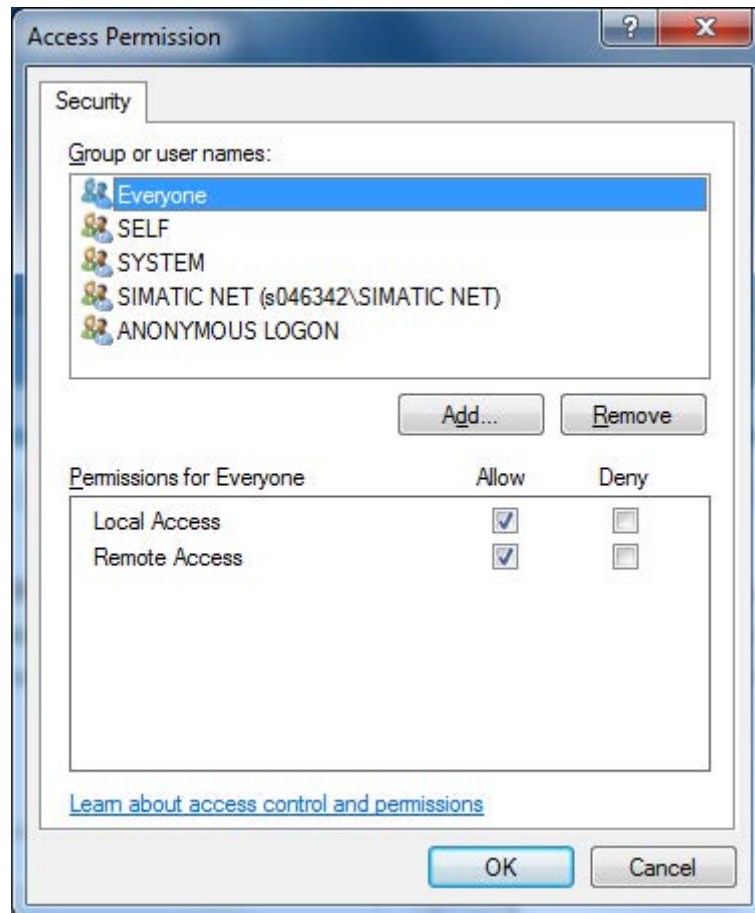 Access Permission
Security
Group or user names:
Everyone
SELF
SYSTEM
SIMATIC NET (s046342\SIMATIC NET)
ANONYMOUS LOGON
Add... Remove
Permissions for Everyone Allow Deny
Local Access
Remote Access
Learn about access control and permissions
OK Cancel